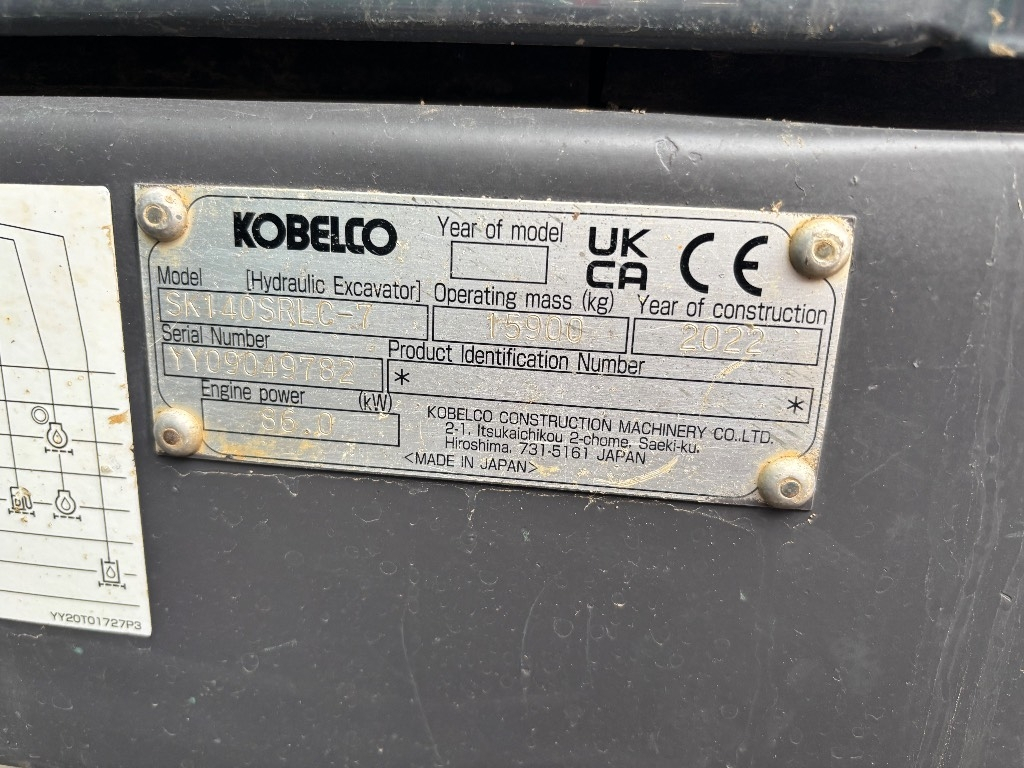 KOBELCO
Year of model
UK
CA
CE
Model [Hydraulic Excavator]
SK140SRLC-7
Operating mass (kg)
15900
Year of construction
2022
Serial Number
YY09049782
Product Identification Number
* *
Engine power (kW)
86.0
KOBELCO CONSTRUCTION MACHINERY CO.,LTD.
2-1, Itsukaichikou 2-chome, Saeki-ku,
Hiroshima, 731-5161 JAPAN
<MADE IN JAPAN>
YY20T01727P3